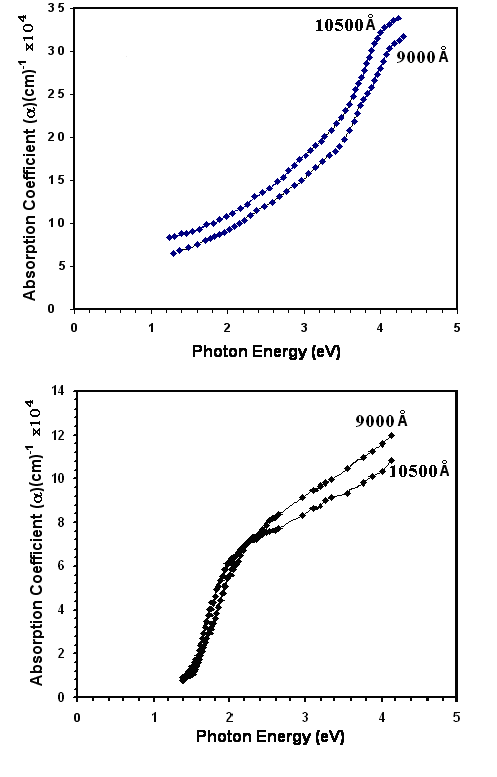 35
30
25
20
15
10
5
0
Absorption Coefficient (α)(cm)⁻¹ x10⁴
10500Å
9000Å
0 1 2 3 4 5
Photon Energy (eV)
14
12
10
8
6
4
2
0
Absorption Coefficient (α)(cm)⁻¹ x10⁴
9000Å
10500Å
0 1 2 3 4 5
Photon Energy (eV)